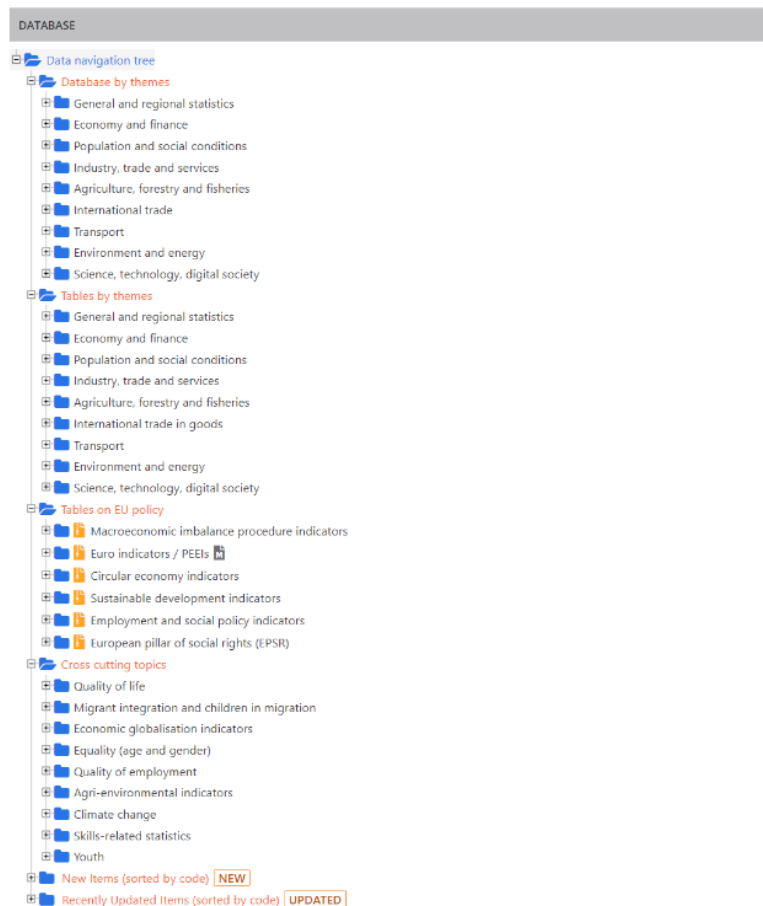 DATABASE
Data navigation tree
Database by themes
General and regional statistics
Economy and finance
Population and social conditions
Industry, trade and services
Agriculture, forestry and fisheries
International trade
Transport
Environment and energy
Science, technology, digital society
Tables by themes
General and regional statistics
Economy and finance
Population and social conditions
Industry, trade and services
Agriculture, forestry and fisheries
International trade in goods
Transport
Environment and energy
Science, technology, digital society
Tables on EU policy
Macroeconomic imbalance procedure indicators
Euro indicators / PEEIs M
Circular economy indicators
Sustainable development indicators
Employment and social policy indicators
European pillar of social rights (EPSR)
Cross cutting topics
Quality of life
Migrant integration and children in migration
Economic globalisation indicators
Equality (age and gender)
Quality of employment
Agri-environmental indicators
Climate change
Skills-related statistics
Youth
New Items (sorted by code) NEW
Recently Updated Items (sorted by code) UPDATED